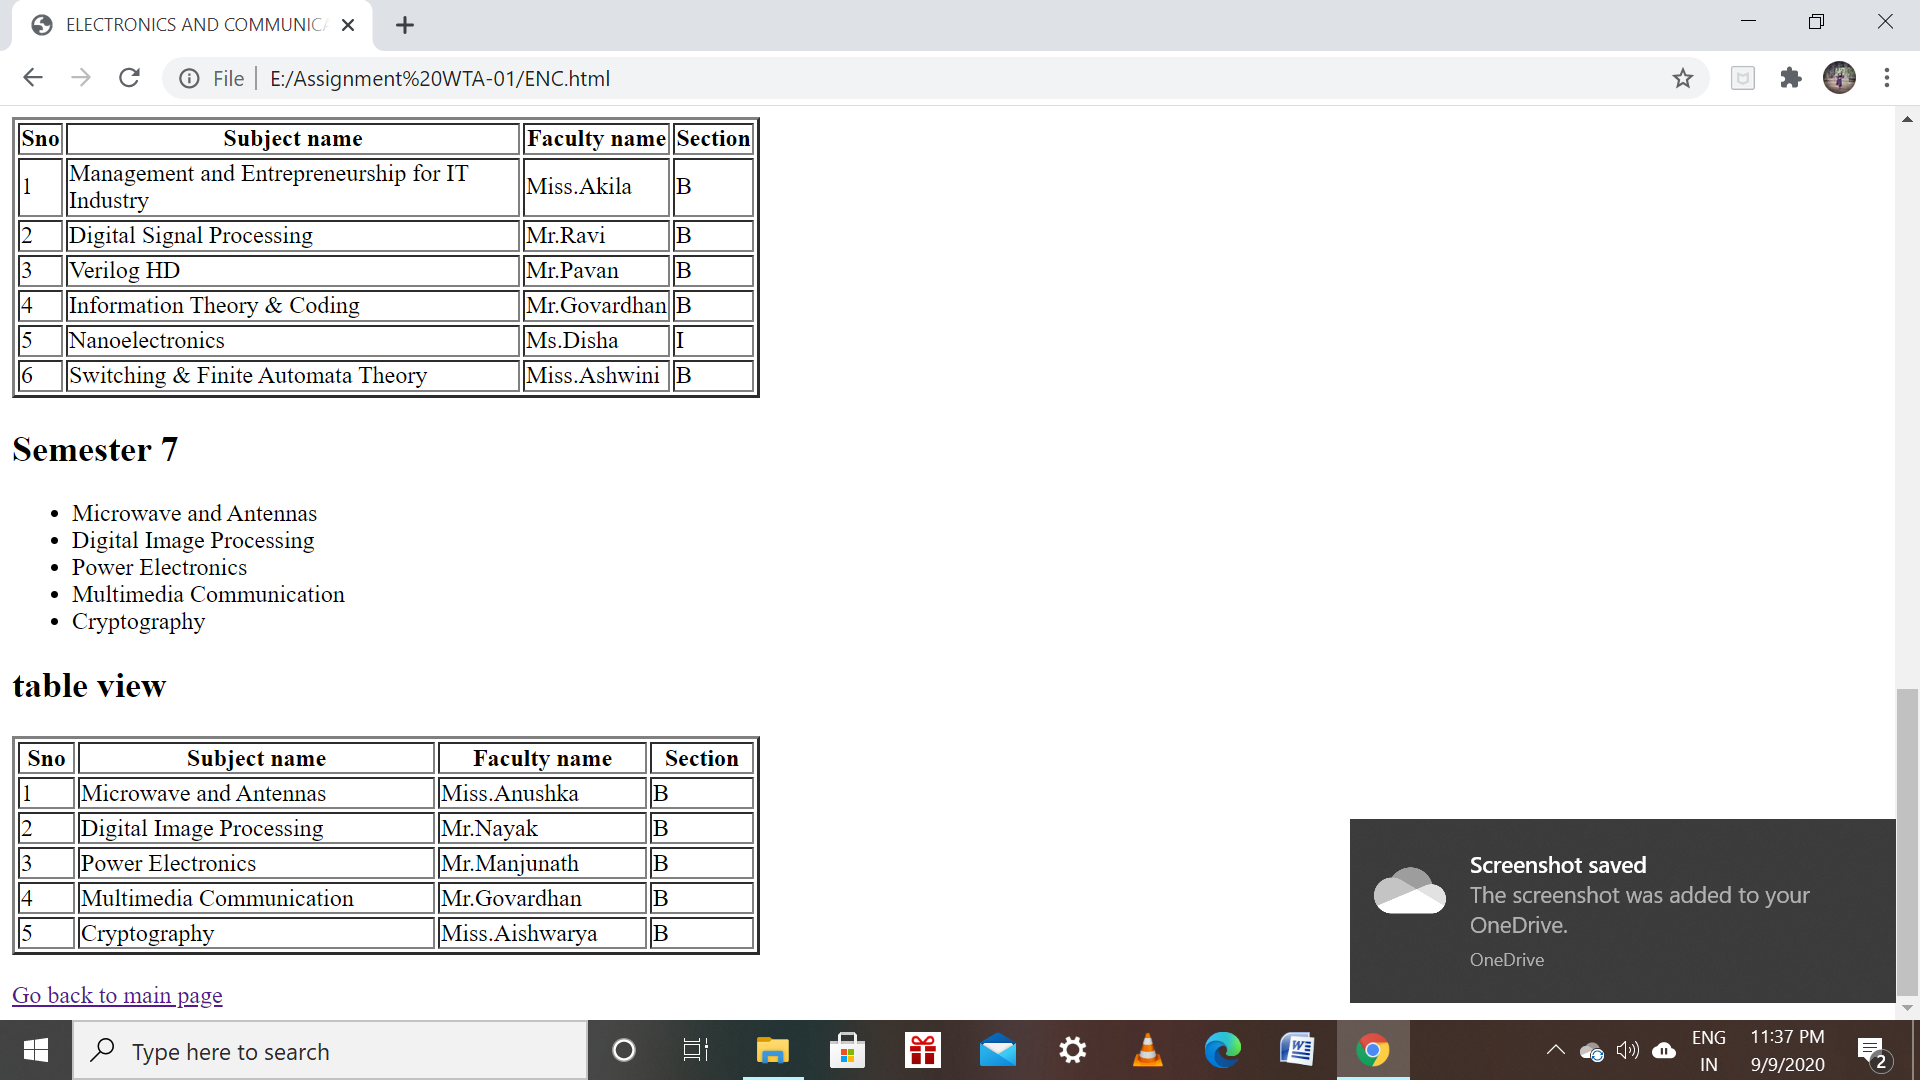 ELECTRONICS AND COMMUNIC
File
E:/Assignment%20WTA-01/ENC.html
Sno Subject name Faculty name Section
1 Management and Entrepreneurship for IT Industry Miss.Akila B
2 Digital Signal Processing Mr.Ravi B
3 Verilog HD Mr.Pavan B
4 Information Theory & Coding Mr.Govardhan B
5 Nanoelectronics Ms.Disha I
6 Switching & Finite Automata Theory Miss.Ashwini B
Semester 7
• Microwave and Antennas
• Digital Image Processing
• Power Electronics
• Multimedia Communication
• Cryptography
table view
Sno Subject name Faculty name Section
1 Microwave and Antennas Miss.Anushka B
2 Digital Image Processing Mr.Nayak B
3 Power Electronics Mr.Manjunath B
4 Multimedia Communication Mr.Govardhan B
5 Cryptography Miss.Aishwarya B
Go back to main page
Screenshot saved
The screenshot was added to your
OneDrive.
OneDrive
Type here to search
ENG
IN
11:37 PM
9/9/2020
2